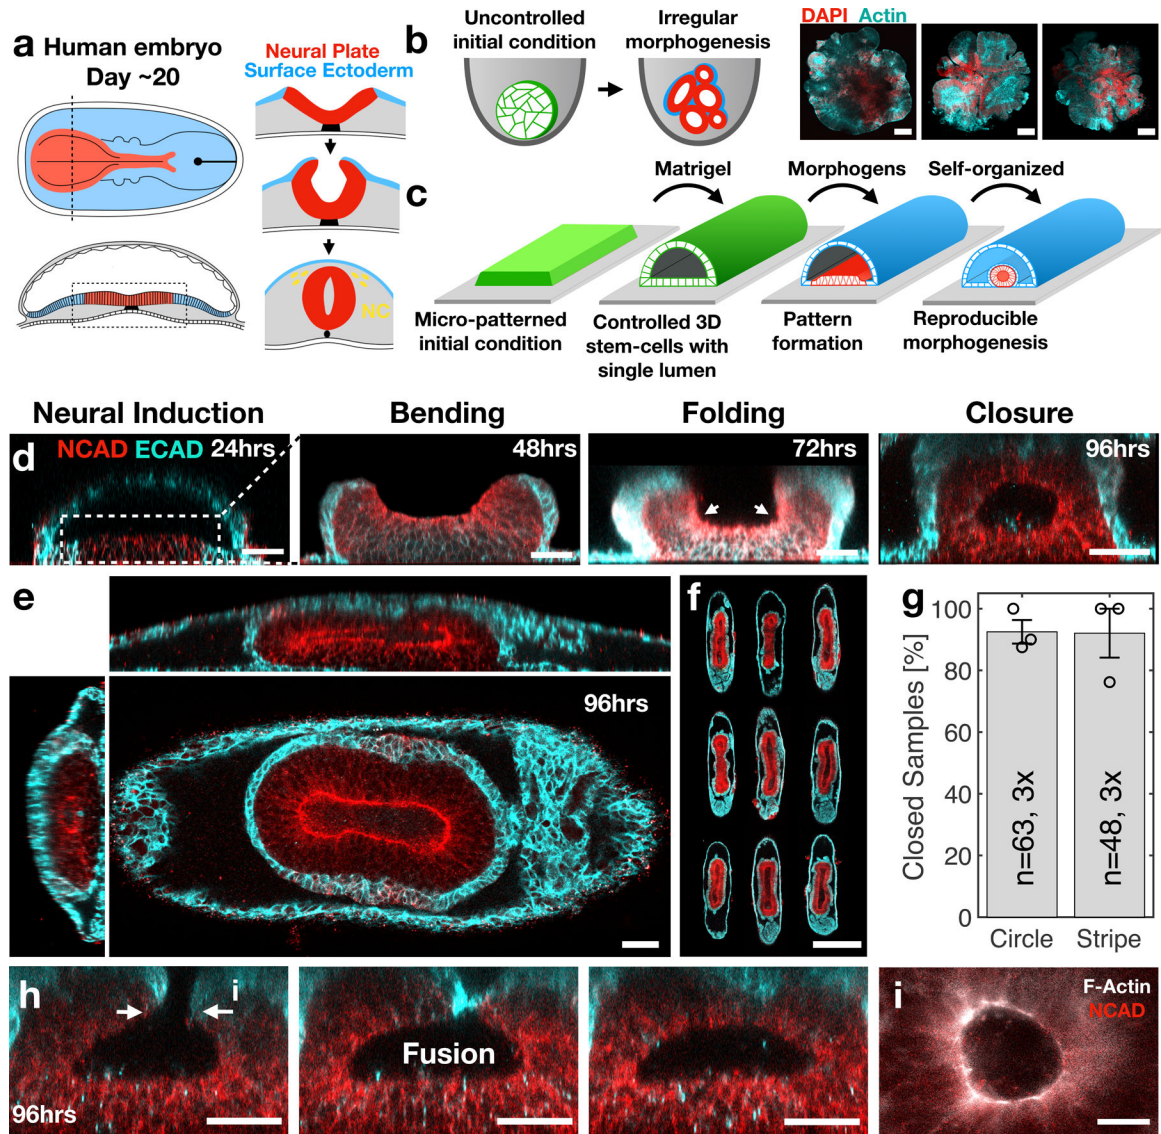 a Human embryo
Day ~20
Neural Plate
Surface Ectoderm
NC
b Uncontrolled
initial condition
Irregular
morphogenesis
DAPI Actin
c
Matrigel
Morphogens
Self-organized
Micro-patterned
initial condition
Controlled 3D
stem-cells with
single lumen
Pattern
formation
Reproducible
morphogenesis
Neural Induction
Bending
Folding
Closure
d NCAD ECAD 24hrs
48hrs
72hrs
96hrs
e
96hrs
f
g
Closed Samples [%]
100
80
60
40
20
0
n=63, 3x
n=48, 3x
Circle
Stripe
h
i
96hrs
Fusion
i
F-Actin
NCAD